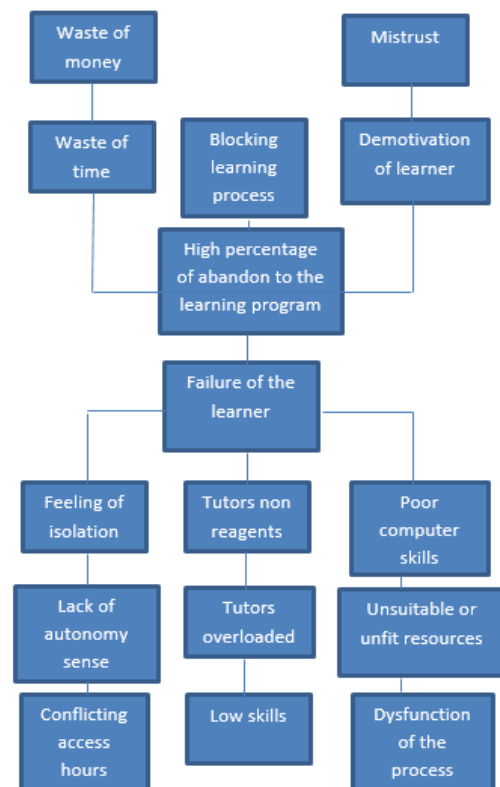 Waste of
money
Mistrust
Waste of
time
Blocking
learning
process
Demotivation
of learner
High percentage
of abandon to the
learning program
Failure of the
learner
Feeling of
isolation
Tutors non
reagents
Poor
computer
skills
Lack of
autonomy
sense
Tutors
overloaded
Unsuitable or
unfit resources
Conflicting
access
hours
Low skills
Dysfunction
of the
process